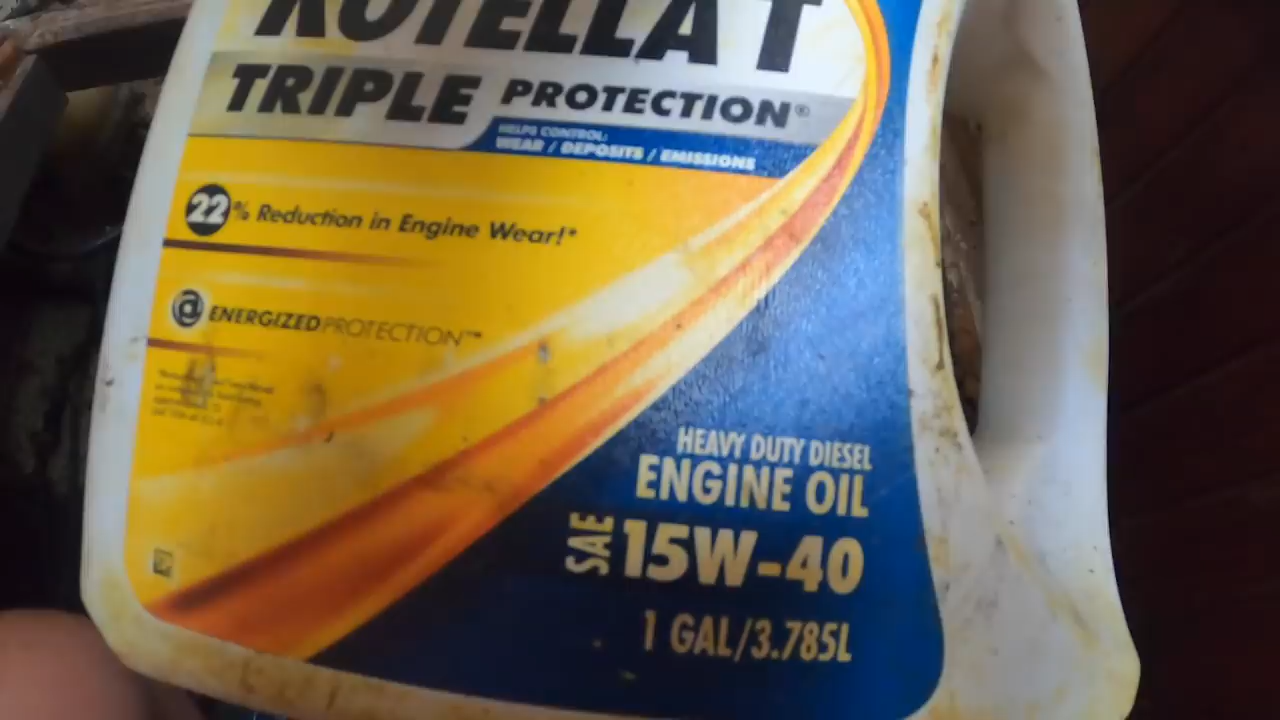 ROTELLA T
TRIPLE PROTECTION®
HELPS CONTROL:
WEAR / DEPOSITS / EMISSIONS
22% Reduction in Engine Wear!*
ENERGIZED PROTECTION™
HEAVY DUTY DIESEL
ENGINE OIL
SAE 15W-40
1 GAL/3.785L